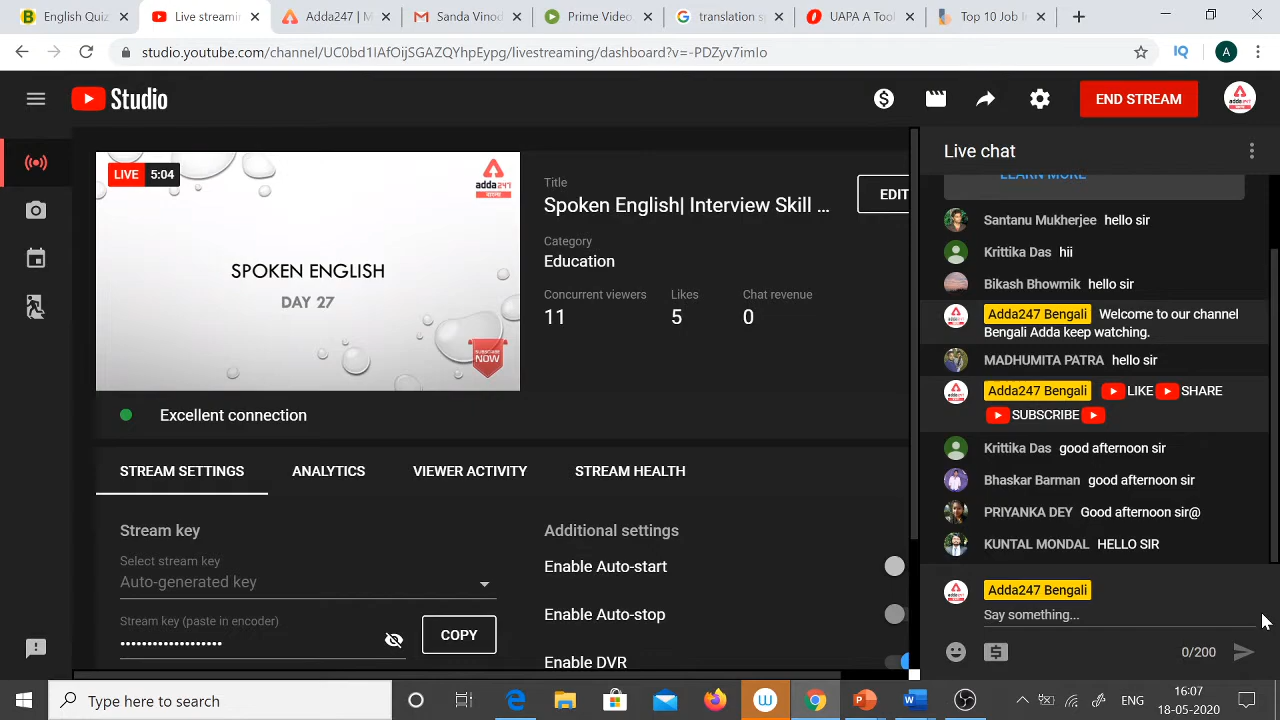 English Quiz
Live streamin
Adda247 | M
Sanda Vinod
Prime Video
translation s
UAPA A Tool
Top 10 Job I
studio.youtube.com/channel/UC0bd1IAfOijSGAZQYhpEypg/livestreaming/dashboard?v=-PDZyv7imIo
IQ
A
Studio
END STREAM
adda247
Live chat
LIVE 5:04
adda247
বাংলা
SPOKEN ENGLISH
DAY 27
SUBSCRIBE
NOW
Title
Spoken English| Interview Skill ...
EDIT
Category
Education
Concurrent viewers
Likes
Chat revenue
11
5
0
Excellent connection
STREAM SETTINGS
ANALYTICS
VIEWER ACTIVITY
STREAM HEALTH
Stream key
Select stream key
Auto-generated key
Stream key (paste in encoder)
••••••••••••••••••••
COPY
Additional settings
Enable Auto-start
Enable Auto-stop
Enable DVR
LEARN MORE
Santanu Mukherjee hello sir
Krittika Das hii
Bikash Bhowmik hello sir
Adda247 Bengali Welcome to our channel
Bengali Adda keep watching.
MADHUMITA PATRA hello sir
Adda247 Bengali LIKE SHARE
SUBSCRIBE
Krittika Das good afternoon sir
Bhaskar Barman good afternoon sir
PRIYANKA DEY Good afternoon sir@
KUNTAL MONDAL HELLO SIR
Adda247 Bengali
Say something...
0/200
Type here to search
ENG
16:07
18-05-2020